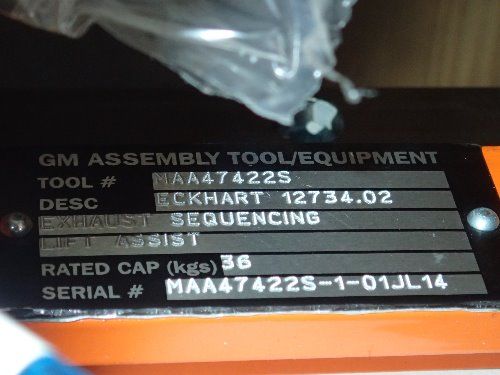 GM ASSEMBLY TOOL/EQUIPMENT
TOOL # MAA47422S
DESC ECKHART 12734.02
EXHAUST SEQUENCING
LIFT ASSIST
RATED CAP (kgs) 36
SERIAL # MAA47422S-1-01JL14